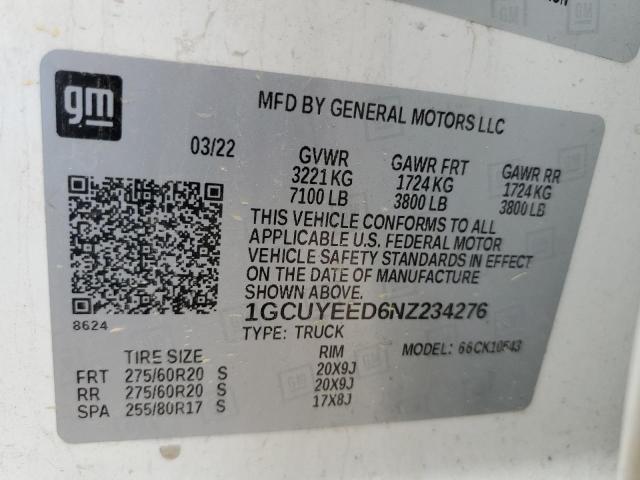 gm
MFD BY GENERAL MOTORS LLC
03/22 GVWR GAWR FRT GAWR RR
3221 KG 1724 KG 1724 KG
7100 LB 3800 LB 3800 LB
THIS VEHICLE CONFORMS TO ALL
APPLICABLE U.S. FEDERAL MOTOR
VEHICLE SAFETY STANDARDS IN EFFECT
ON THE DATE OF MANUFACTURE
SHOWN ABOVE.
8624 1GCUYEED6NZ234276
TYPE: TRUCK MODEL: 66CK10543
TIRE SIZE RIM
FRT 275/60R20 S 20X9J
RR 275/60R20 S 20X9J
SPA 255/80R17 S 17X8J